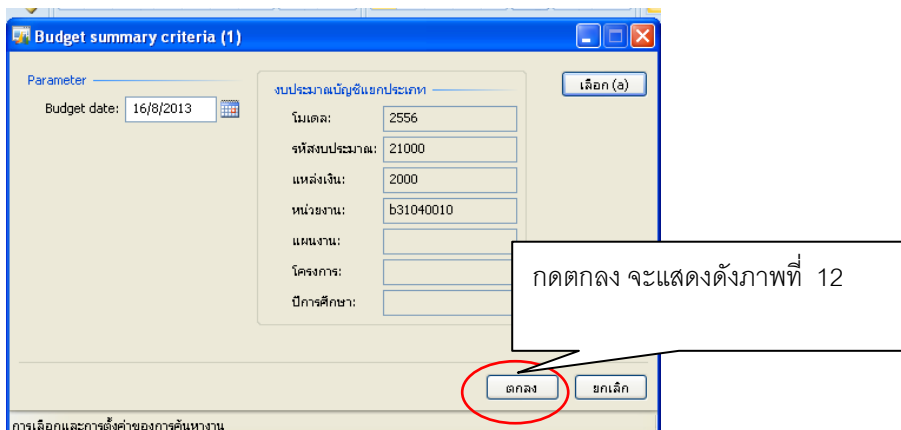 Budget summary criteria (1)
Parameter
Budget date: 16/8/2013
งบประมาณบัญชีแยกประเภท
เลือก (a)
โมเดล: 2556
รหัสงบประมาณ: 21000
แหล่งเงิน: 2000
หน่วยงาน: b31040010
แผนงาน:
โครงการ:
ปีการศึกษา:
กดตกลง จะแสดงดังภาพที่ 12
ตกลง
ยกเลิก
การเลือกและการตั้งค่าของการค้นหางาน